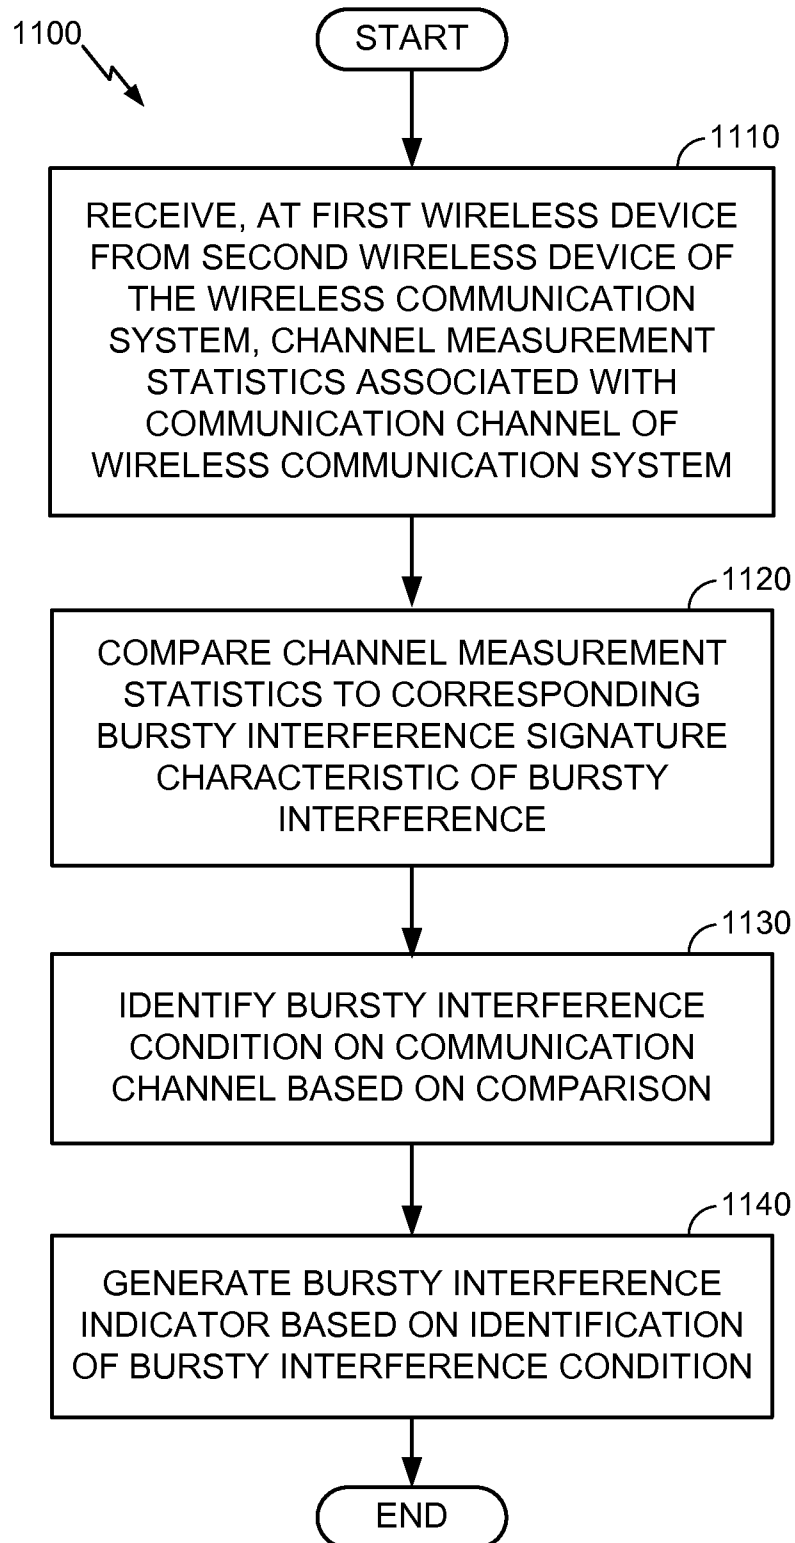 1100
START
1110
RECEIVE, AT FIRST WIRELESS DEVICE
FROM SECOND WIRELESS DEVICE OF
THE WIRELESS COMMUNICATION
SYSTEM, CHANNEL MEASUREMENT
STATISTICS ASSOCIATED WITH
COMMUNICATION CHANNEL OF
WIRELESS COMMUNICATION SYSTEM
1120
COMPARE CHANNEL MEASUREMENT
STATISTICS TO CORRESPONDING
BURSTY INTERFERENCE SIGNATURE
CHARACTERISTIC OF BURSTY
INTERFERENCE
1130
IDENTIFY BURSTY INTERFERENCE
CONDITION ON COMMUNICATION
CHANNEL BASED ON COMPARISON
1140
GENERATE BURSTY INTERFERENCE
INDICATOR BASED ON IDENTIFICATION
OF BURSTY INTERFERENCE CONDITION
END